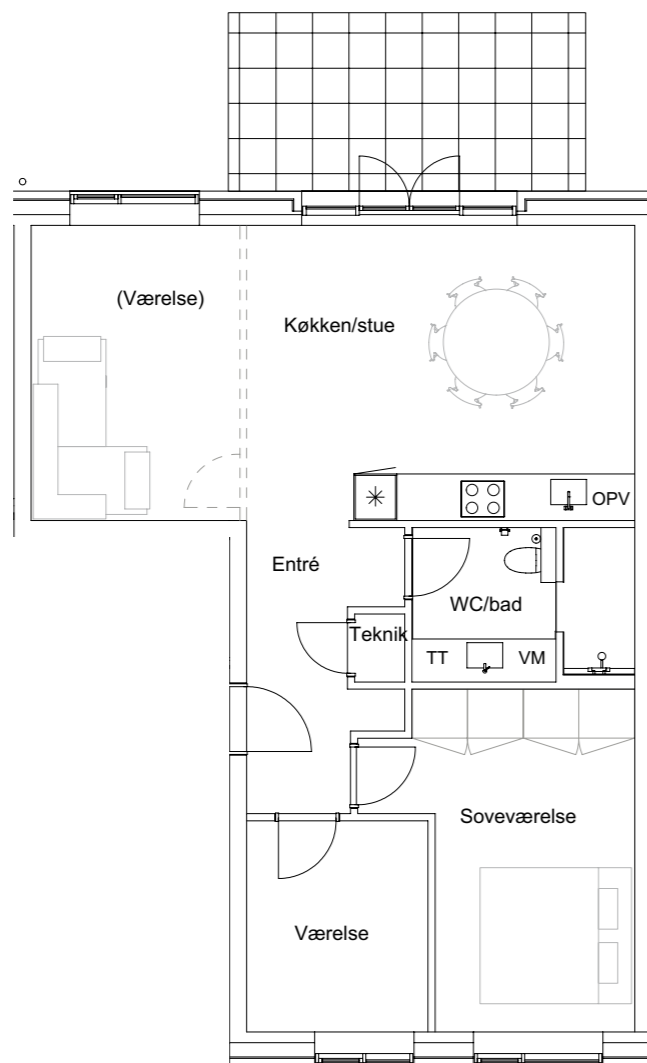 (Værelse)
Køkken/stue
OPV
Entré
WC/bad
Teknik
TT
VM
Soveværelse
Værelse